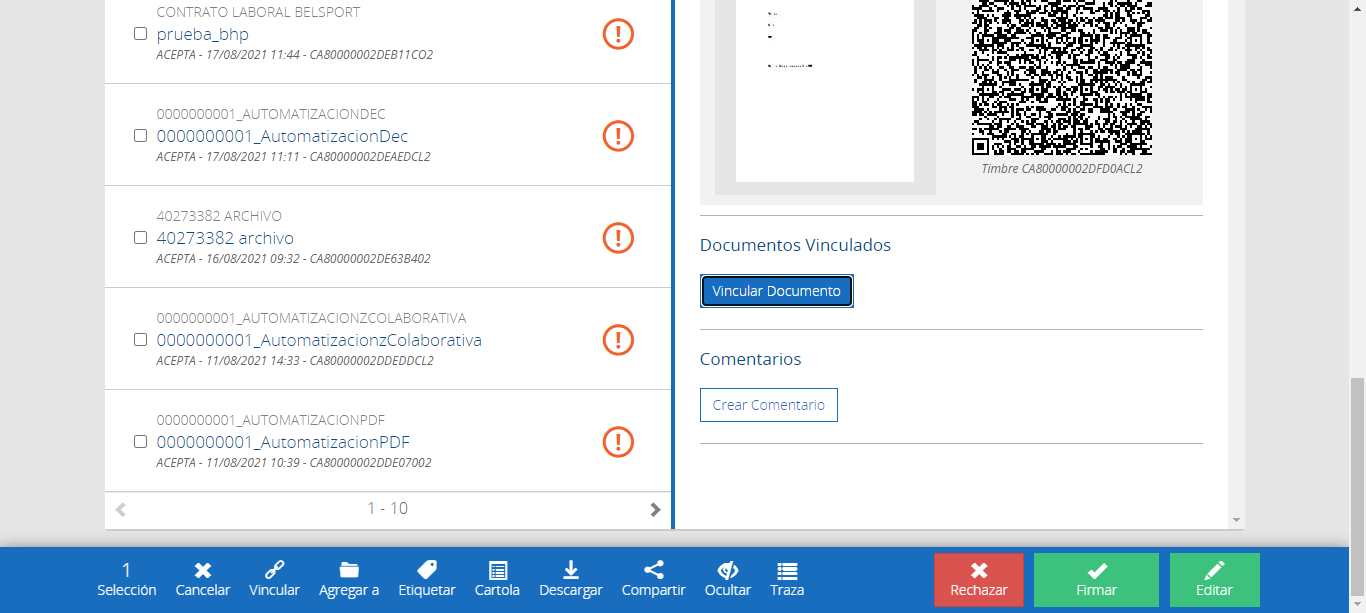 CONTRATO LABORAL BELSPORT
prueba_bhp
ACEPTA - 17/08/2021 11:44 - CA80000002DEB11CO2
0000000001_AUTOMATIZACIONDEC
0000000001_AutomatizacionDec
ACEPTA - 17/08/2021 11:11 - CA80000002DEAEDCL2
40273382 ARCHIVO
40273382 archivo
ACEPTA - 16/08/2021 09:32 - CA80000002DE63B402
0000000001_AUTOMATIZACIONZCOLABORATIVA
0000000001_AutomatizacionzColaborativa
ACEPTA - 11/08/2021 14:33 - CA80000002DDEDDCL2
0000000001_AUTOMATIZACIONPDF
0000000001_AutomatizacionPDF
ACEPTA - 11/08/2021 10:39 - CA80000002DDE07002
1 - 10
Timbre CA80000002DFD0ACL2
Documentos Vinculados
Vincular Documento
Comentarios
Crear Comentario
1
Selección
Cancelar
Vincular
Agregar a
Etiquetar
Cartola
Descargar
Compartir
Ocultar
Traza
Rechazar
Firmar
Editar